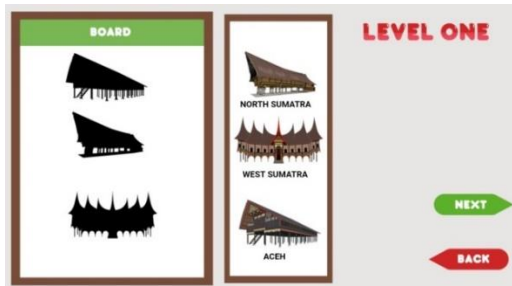 BOARD
LEVEL ONE
NORTH SUMATRA
WEST SUMATRA
ACEH
NEXT
BACK